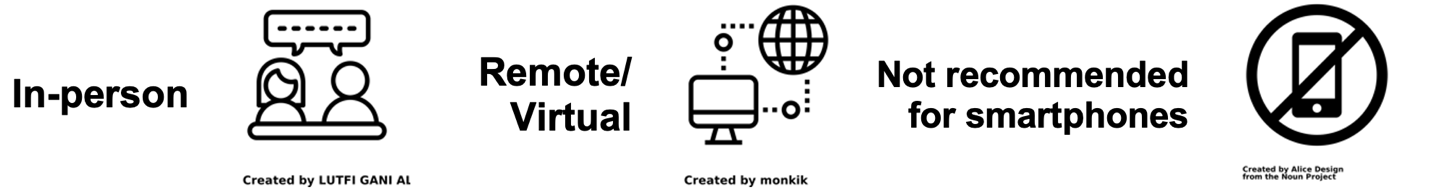 In-person
Created by LUTFI GANI AL
Remote/
Virtual
Created by monkik
Not recommended
for smartphones
Created by Alice Design
from the Noun Project